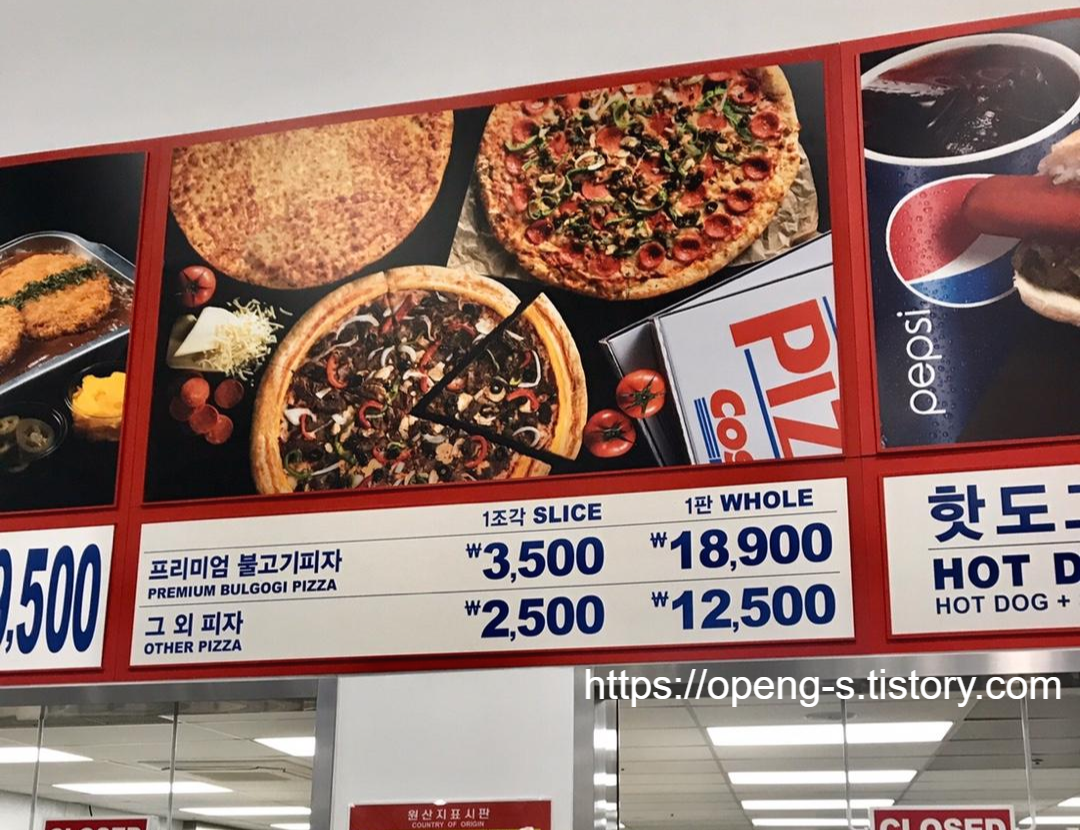 pepsi
PIZ
COS
1조각 SLICE
1판 WHOLE
프리미엄 불고기피자
PREMIUM BULGOGI PIZZA
₩3,500
₩18,900
그 외 피자
OTHER PIZZA
₩2,500
₩12,500
9,500
핫도그
HOT D
HOT DOG +
https://openg-s.tistory.com
원산지표시판
COUNTRY OF ORIGIN
CLOSED
CLOSED